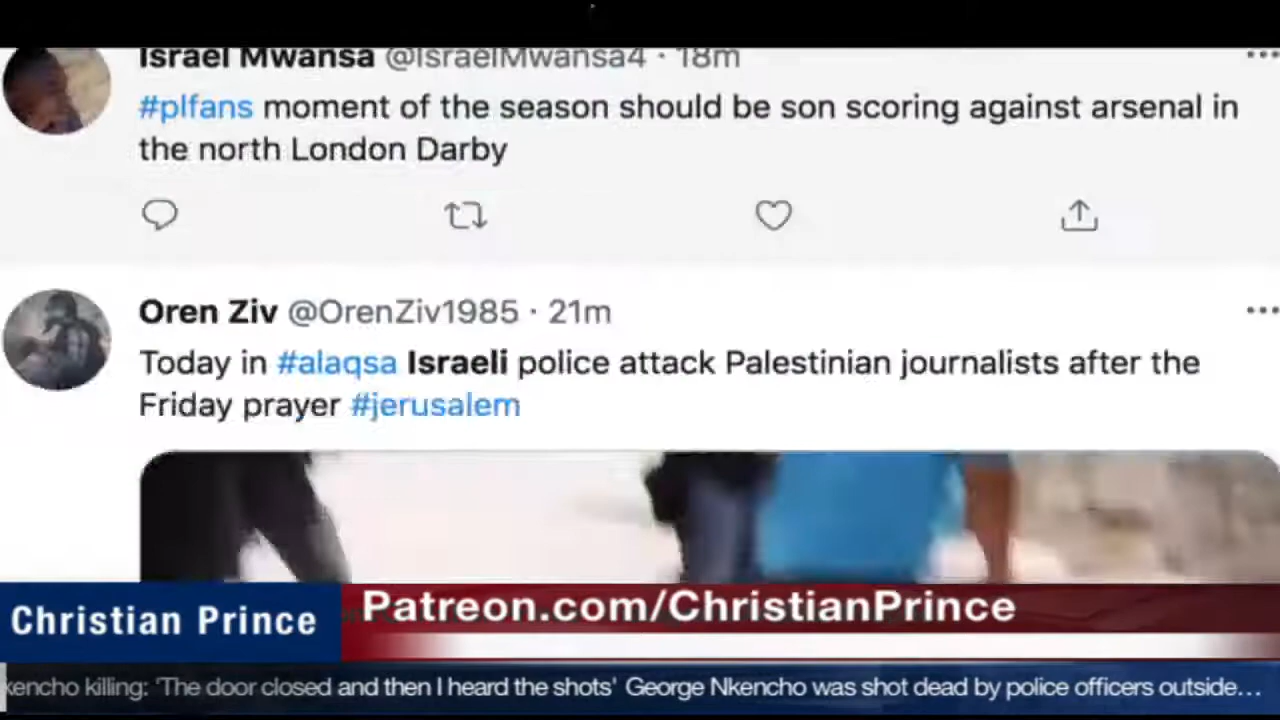 Israel Mwansa @IsraelMwansa4 · 18m
#plfans moment of the season should be son scoring against arsenal in
the north London Darby
Oren Ziv @OrenZiv1985 · 21m
Today in #alaqsa Israeli police attack Palestinian journalists after the
Friday prayer #jerusalem
Christian Prince
Patreon.com/ChristianPrince
kencho killing: 'The door closed and then I heard the shots' George Nkencho was shot dead by police officers outside...